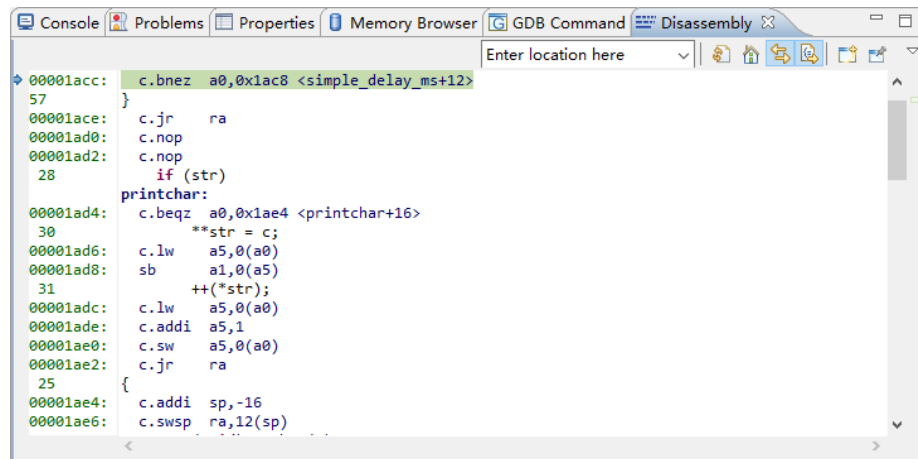 Console Problems Properties Memory Browser GDB Command Disassembly
Enter location here
00001acc: c.bnez a0,0x1ac8 <simple_delay_ms+12>
57 }
00001ace: c.jr ra
00001ad0: c.nop
00001ad2: c.nop
28 if (str)
printchar:
00001ad4: c.beqz a0,0x1ae4 <printchar+16>
30 **str = c;
00001ad6: c.lw a5,0(a0)
00001ad8: sb a1,0(a5)
31 ++(*str);
00001adc: c.lw a5,0(a0)
00001ade: c.addi a5,1
00001ae0: c.sw a5,0(a0)
00001ae2: c.jr ra
25 {
00001ae4: c.addi sp,-16
00001ae6: c.swsp ra,12(sp)